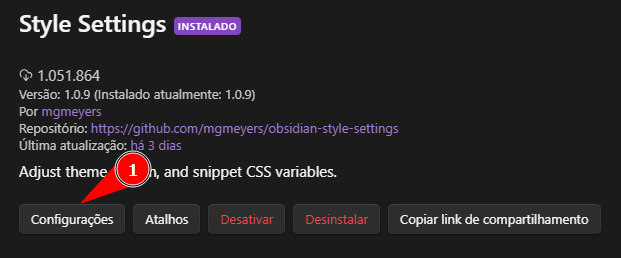 Style Settings INSTALADO
1.051.864
Versão: 1.0.9 (Instalado atualmente: 1.0.9)
Por mgmeyers
Repositório: https://github.com/mgmeyers/obsidian-style-settings
Última atualização: há 3 dias
Adjust theme, 1 n, and snippet CSS variables.
Configurações Atalhos Desativar Desinstalar Copiar link de compartilhamento